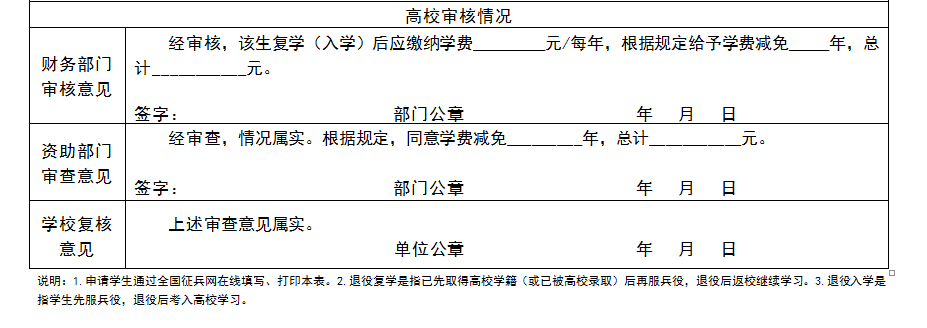 高校审核情况
财务部门
审核意见
经审核，该生复学（入学）后应缴纳学费_________元/每年，根据规定给予学费减免_____年，总
计____________元。
签字： 部门公章 年 月 日
资助部门
审查意见
经审查，情况属实。根据规定，同意学费减免_________年，总计___________元。
签字： 部门公章 年 月 日
学校复核
意见
上述审查意见属实。
单位公章 年 月 日
说明：1.申请学生通过全国征兵网在线填写、打印本表。2.退役复学是指已先取得高校学籍（或已被高校录取）后再服兵役，退役后返校继续学习。3.退役入学是
指学生先服兵役，退役后考入高校学习。